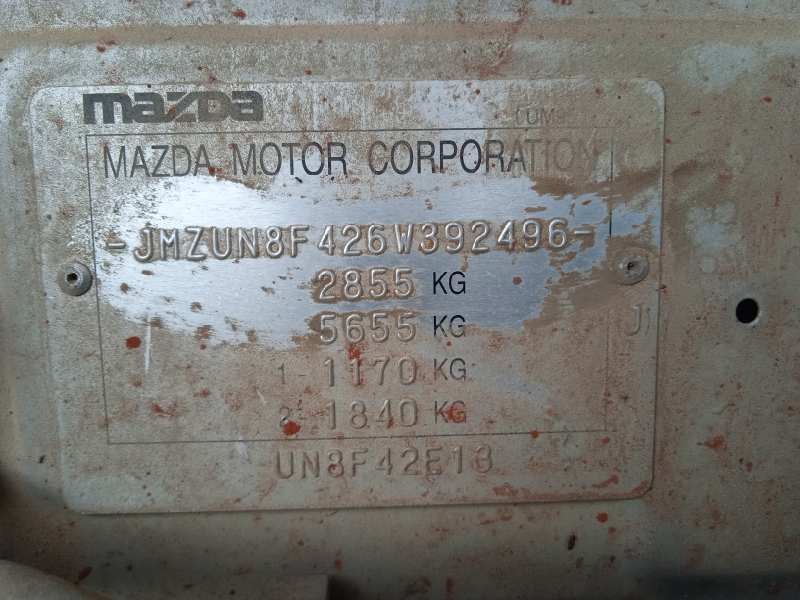 mazda
MAZDA MOTOR CORPORATION
-JMZUN8F426W392496-
2855 KG
5655 KG
1- 1170 KG
2- 1840 KG
UN8F42E13